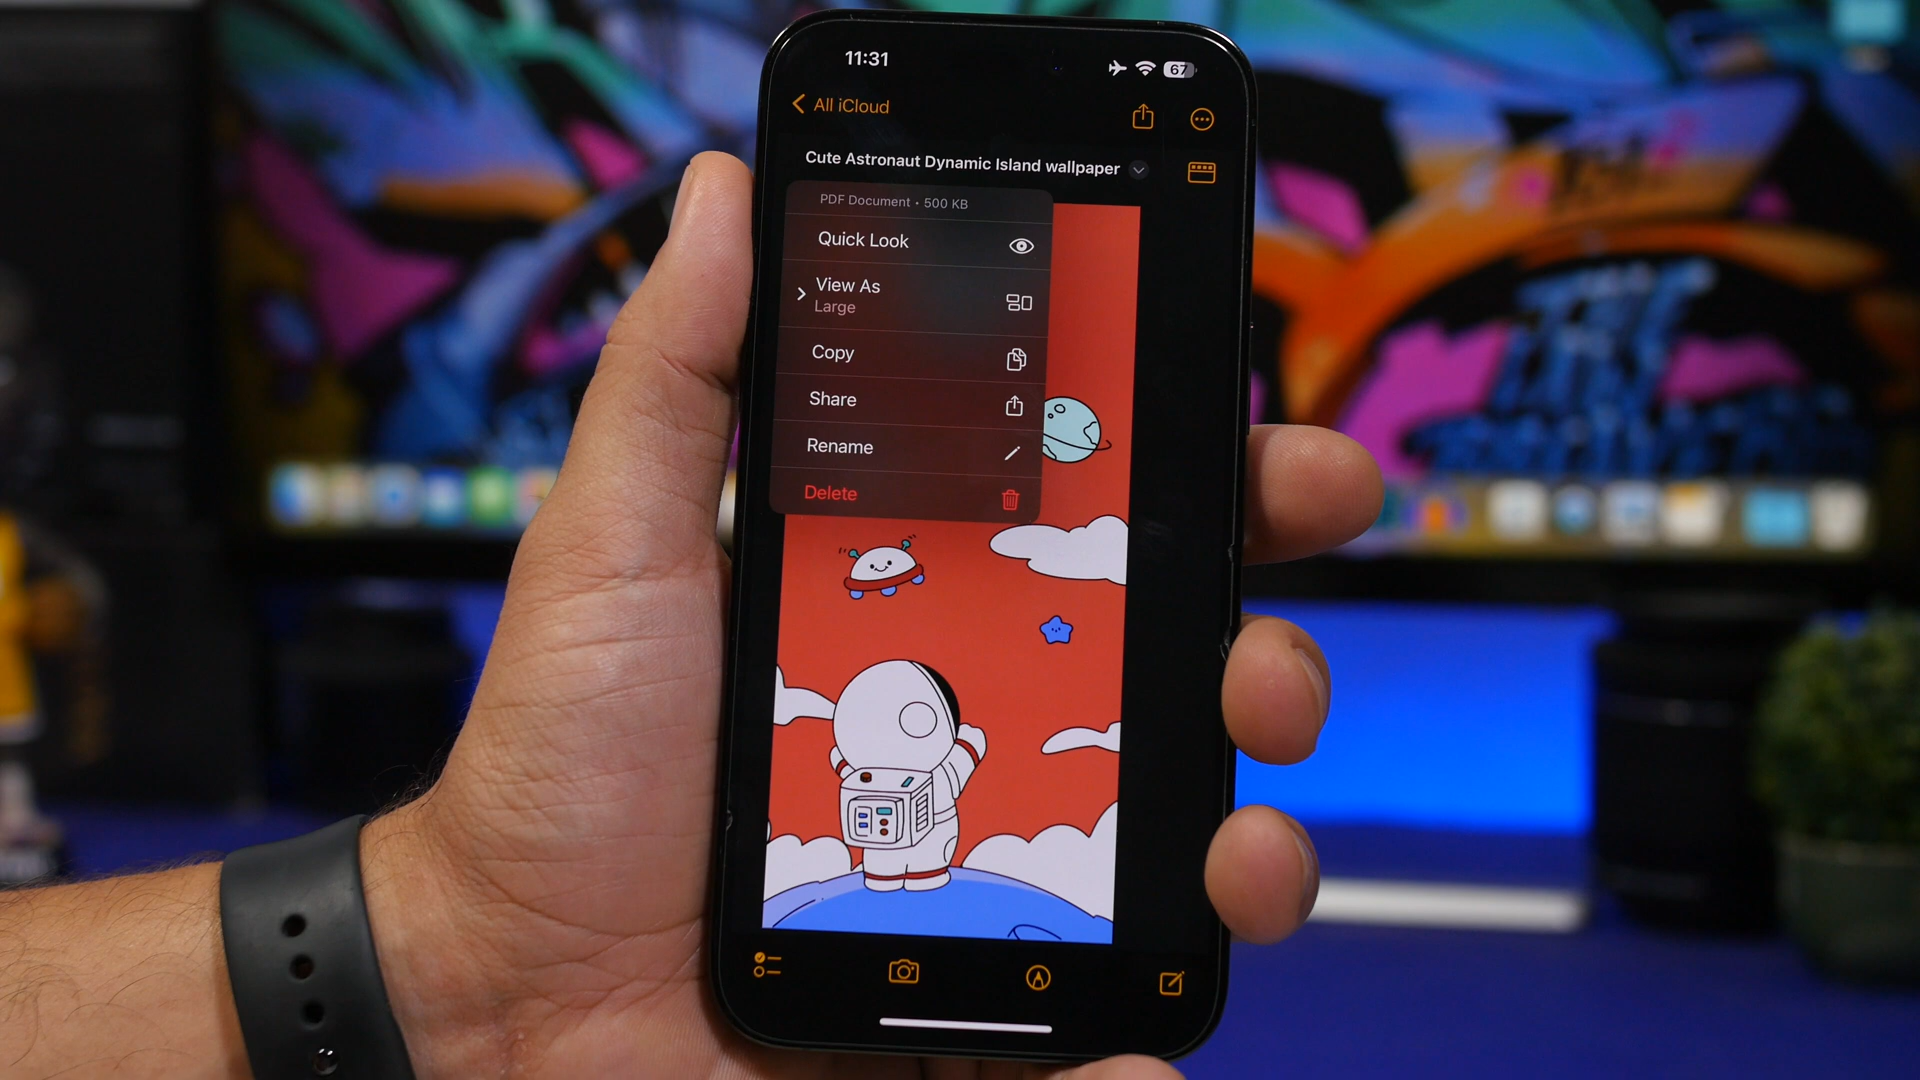 11:31
67
All iCloud
Cute Astronaut Dynamic Island wallpaper
PDF Document • 500 KB
Quick Look
View As
Large
Copy
Share
Rename
Delete